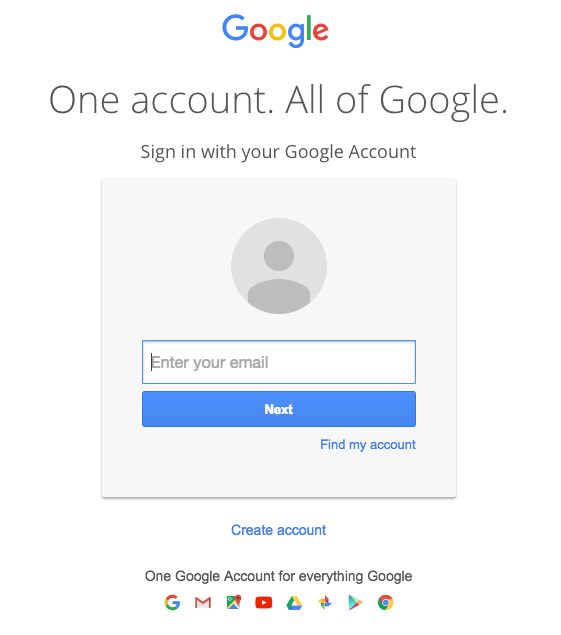 Google
One account. All of Google.
Sign in with your Google Account
Enter your email
Next
Find my account
Create account
One Google Account for everything Google